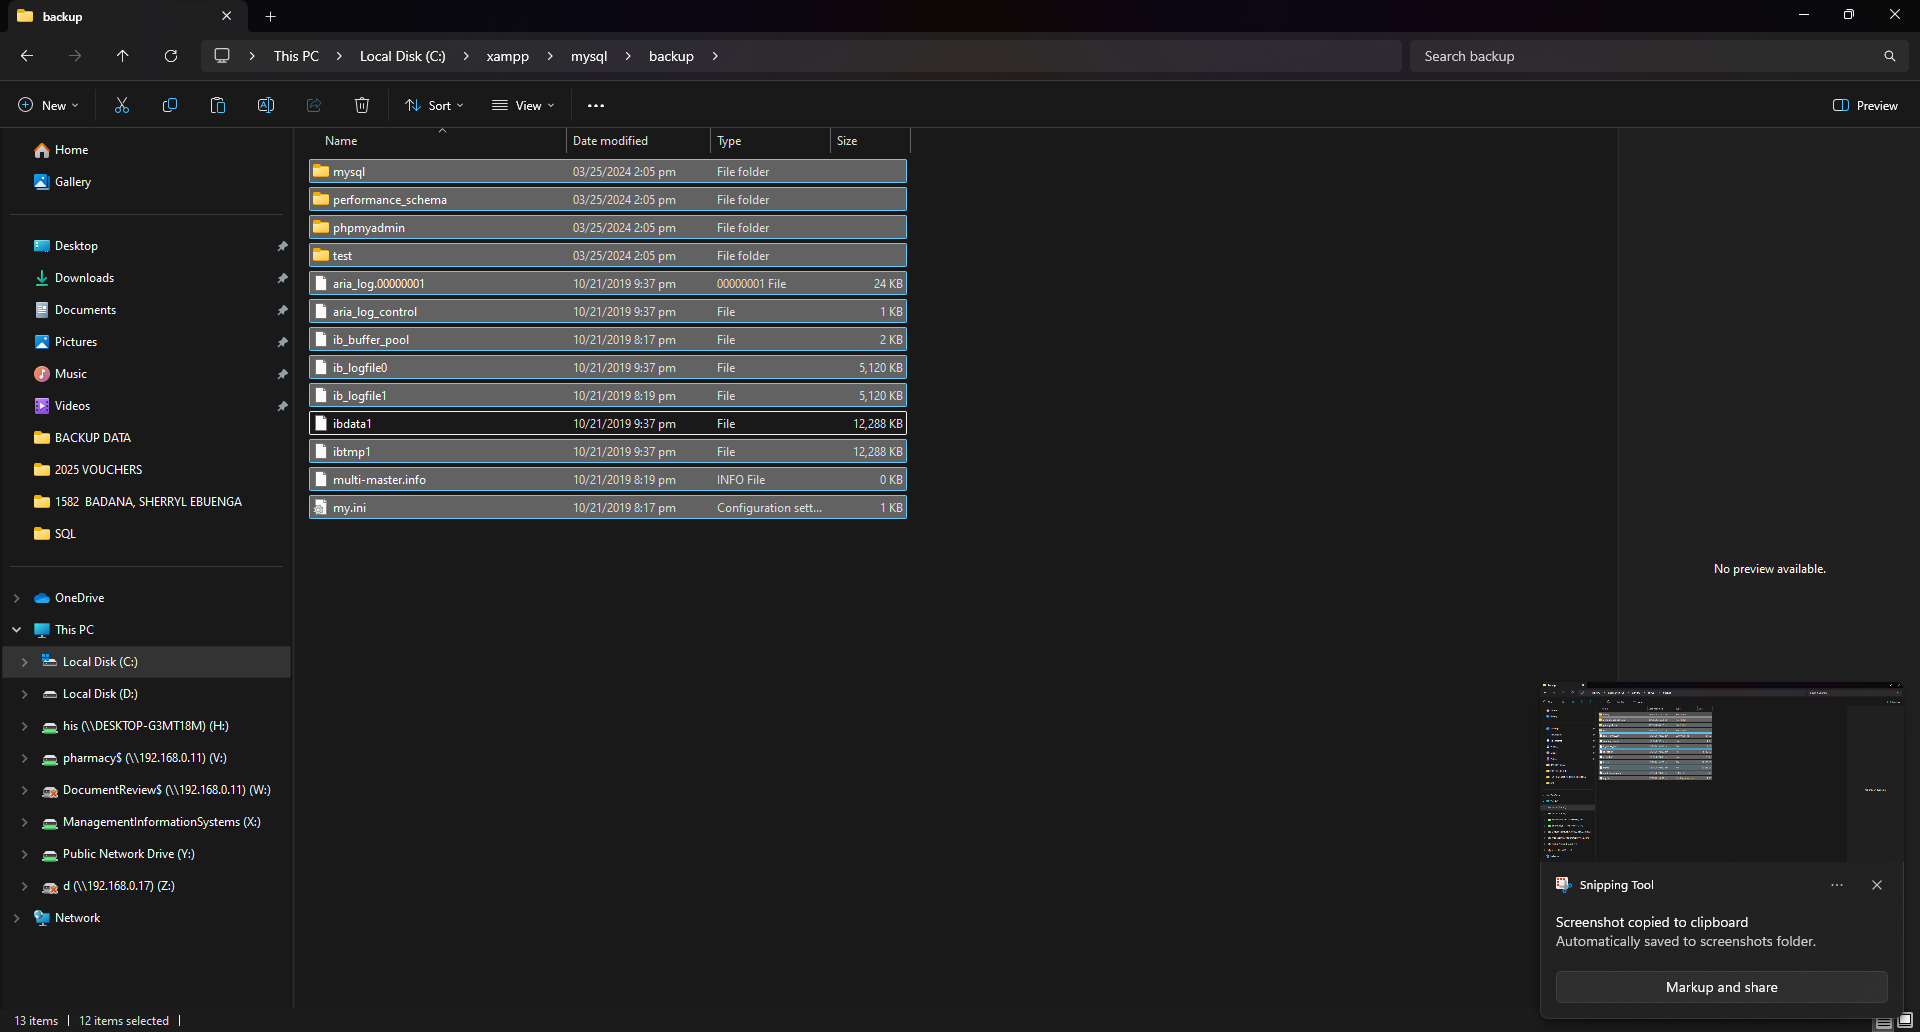 backup
This PC > Local Disk (C:) > xampp > mysql > backup >
Search backup
New
Sort
View
Preview
Name Date modified Type Size
mysql 03/25/2024 2:05 pm File folder
performance_schema 03/25/2024 2:05 pm File folder
phpmyadmin 03/25/2024 2:05 pm File folder
test 03/25/2024 2:05 pm File folder
aria_log.00000001 10/21/2019 9:37 pm 00000001 File 24 KB
aria_log_control 10/21/2019 9:37 pm File 1 KB
ib_buffer_pool 10/21/2019 8:17 pm File 2 KB
ib_logfile0 10/21/2019 9:37 pm File 5,120 KB
ib_logfile1 10/21/2019 8:19 pm File 5,120 KB
ibdata1 10/21/2019 9:37 pm File 12,288 KB
ibtmp1 10/21/2019 9:37 pm File 12,288 KB
multi-master.info 10/21/2019 8:19 pm INFO File 0 KB
my.ini 10/21/2019 8:17 pm Configuration sett... 1 KB
Home
Gallery
Desktop
Downloads
Documents
Pictures
Music
Videos
BACKUP DATA
2025 VOUCHERS
1582 BADANA, SHERRYL EBUENGA
SQL
OneDrive
This PC
Local Disk (C:)
Local Disk (D:)
his (\\DESKTOP-G3MT18M) (H:)
pharmacy$ (\\192.168.0.11) (V:)
DocumentReview$ (\\192.168.0.11) (W:)
ManagementInformationSystems (X:)
Public Network Drive (Y:)
d (\\192.168.0.17) (Z:)
Network
No preview available.
Snipping Tool
Screenshot copied to clipboard
Automatically saved to screenshots folder.
Markup and share
13 items | 12 items selected |